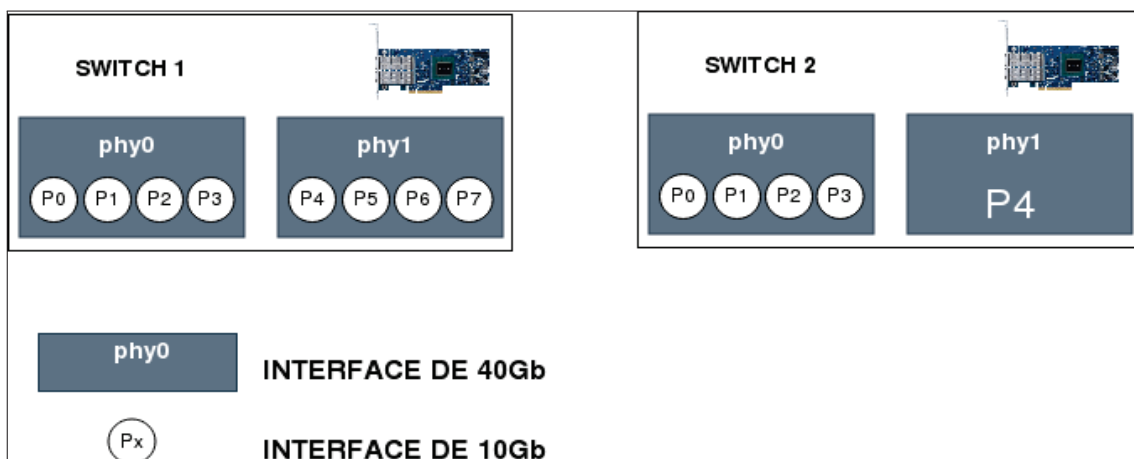 SWITCH 1
phy0
P0 P1 P2 P3
phy1
P4 P5 P6 P7
SWITCH 2
phy0
P0 P1 P2 P3
phy1
P4
phy0
INTERFACE DE 40Gb
Px
INTERFACE DE 10Gb